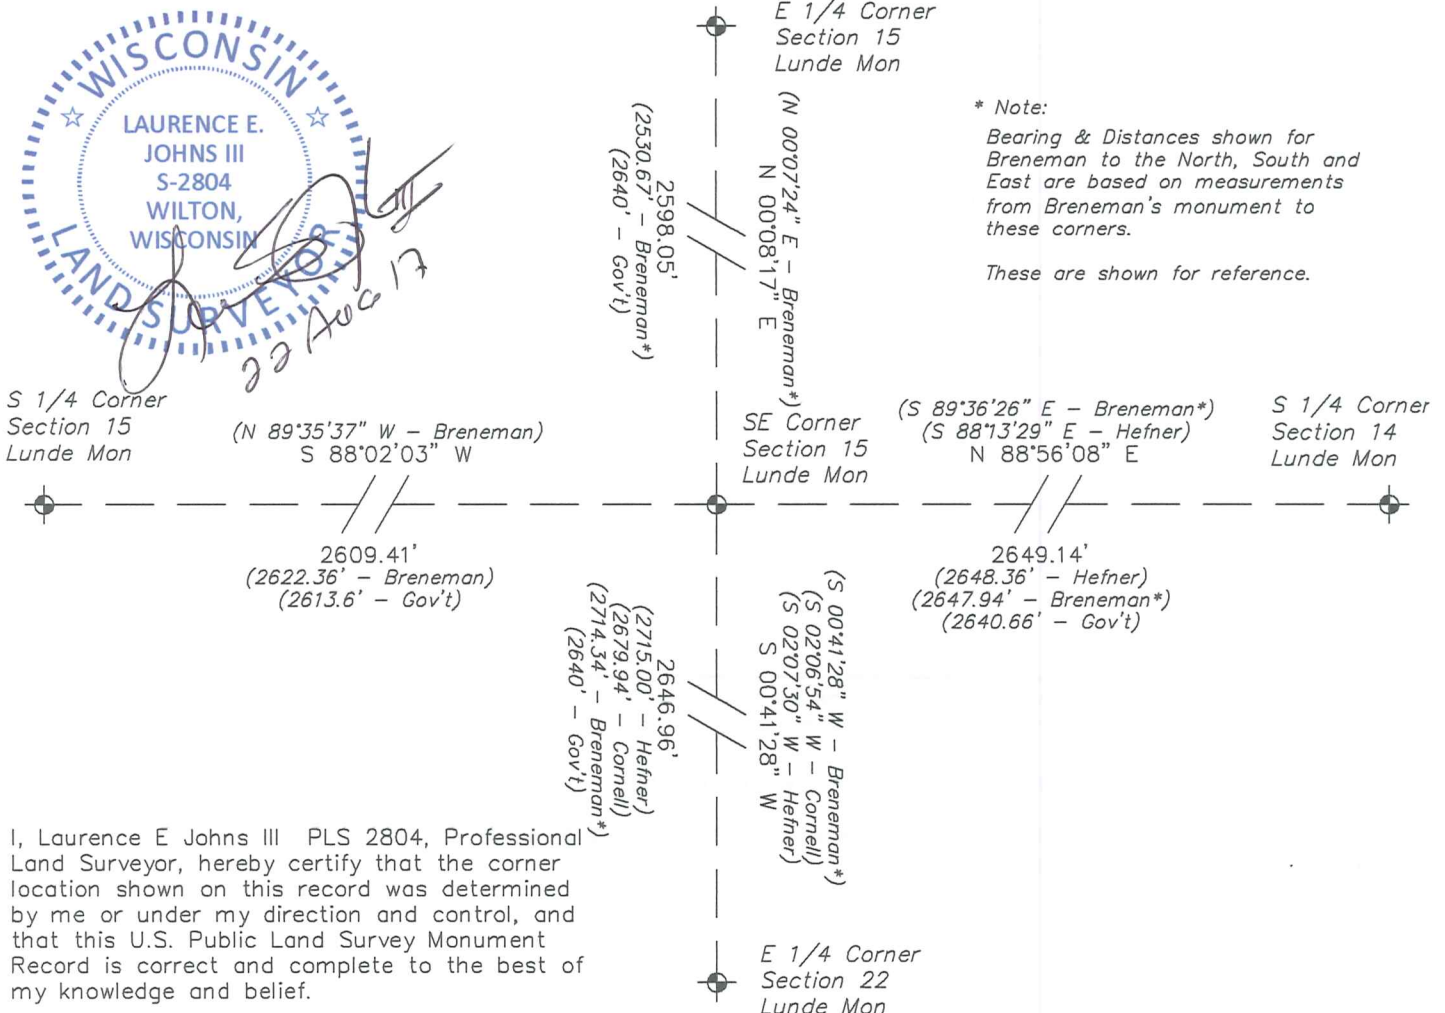 WISCONSIN
LAURENCE E.
JOHNS III
S-2804
WILTON,
WISCONSIN
LAND SURVEYOR
22 AUG 17
E 1/4 Corner
Section 15
Lunde Mon
* Note:
Bearing & Distances shown for
Breneman to the North, South and
East are based on measurements
from Breneman's monument to
these corners.
These are shown for reference.
(N 00°07'24" E – Breneman*)
N 00°08'17" E
2598.05'
(2530.67' – Breneman*)
(2640' – Gov't)
S 1/4 Corner
Section 15
Lunde Mon
(N 89°35'37" W – Breneman)
S 88°02'03" W
SE Corner
Section 15
Lunde Mon
(S 89°36'26" E – Breneman*)
(S 88°13'29" E – Hefner)
N 88°56'08" E
S 1/4 Corner
Section 14
Lunde Mon
2609.41'
(2622.36' – Breneman)
(2613.6' – Gov't)
2649.14'
(2648.36' – Hefner)
(2647.94' – Breneman*)
(2640.66' – Gov't)
(S 00°41'28" W – Breneman*)
(S 02°06'54" W – Cornell)
(S 02°07'30" W – Hefner)
S 00°41'28" W
2646.96'
(2715.00' – Hefner)
(2679.94' – Cornell)
(2714.34' – Breneman*)
(2640' – Gov't)
I, Laurence E Johns III PLS 2804, Professional
Land Surveyor, hereby certify that the corner
location shown on this record was determined
by me or under my direction and control, and
that this U.S. Public Land Survey Monument
Record is correct and complete to the best of
my knowledge and belief.
E 1/4 Corner
Section 22
Lunde Mon